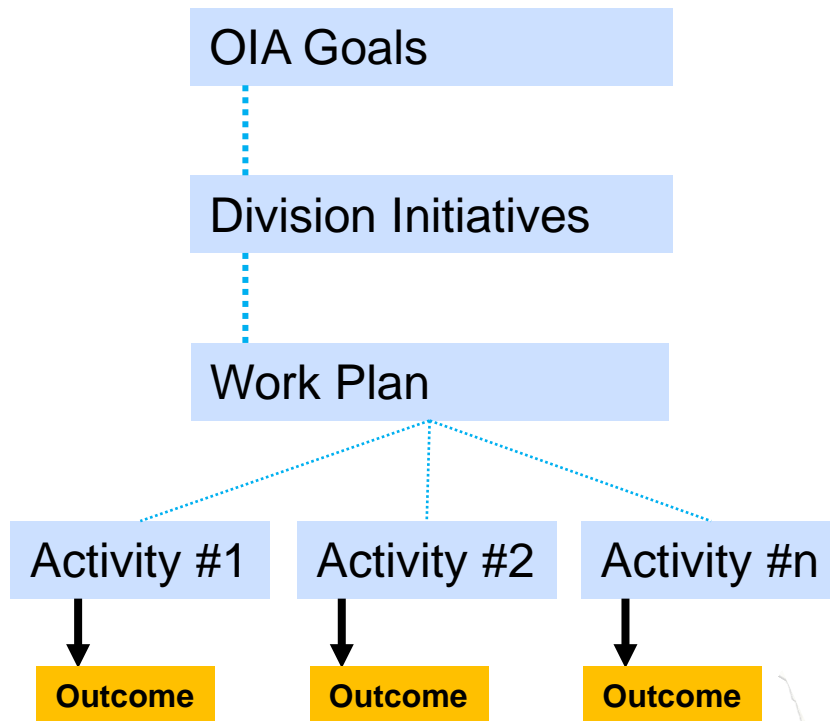 OIA Goals
Division Initiatives
Work Plan
Activity #1
Activity #2
Activity #n
Outcome
Outcome
Outcome